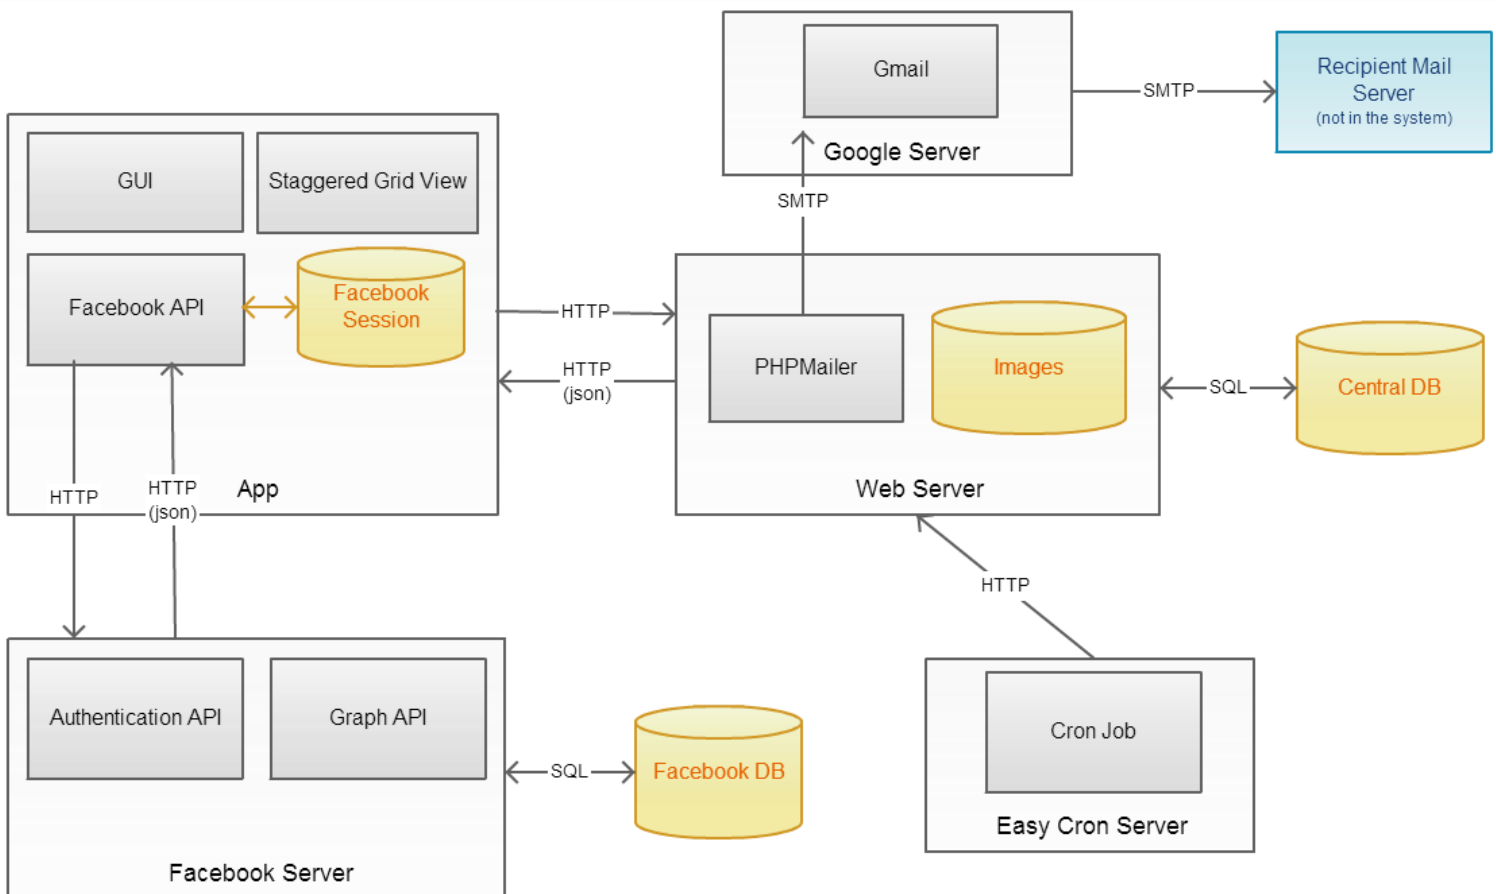 Gmail
Google Server
SMTP
Recipient Mail
Server
(not in the system)
GUI
Staggered Grid View
Facebook API
Facebook
Session
App
SMTP
HTTP
HTTP
(json)
PHPMailer
Images
Web Server
SQL
Central DB
HTTP
HTTP
(json)
HTTP
Authentication API
Graph API
Facebook Server
SQL
Facebook DB
Cron Job
Easy Cron Server